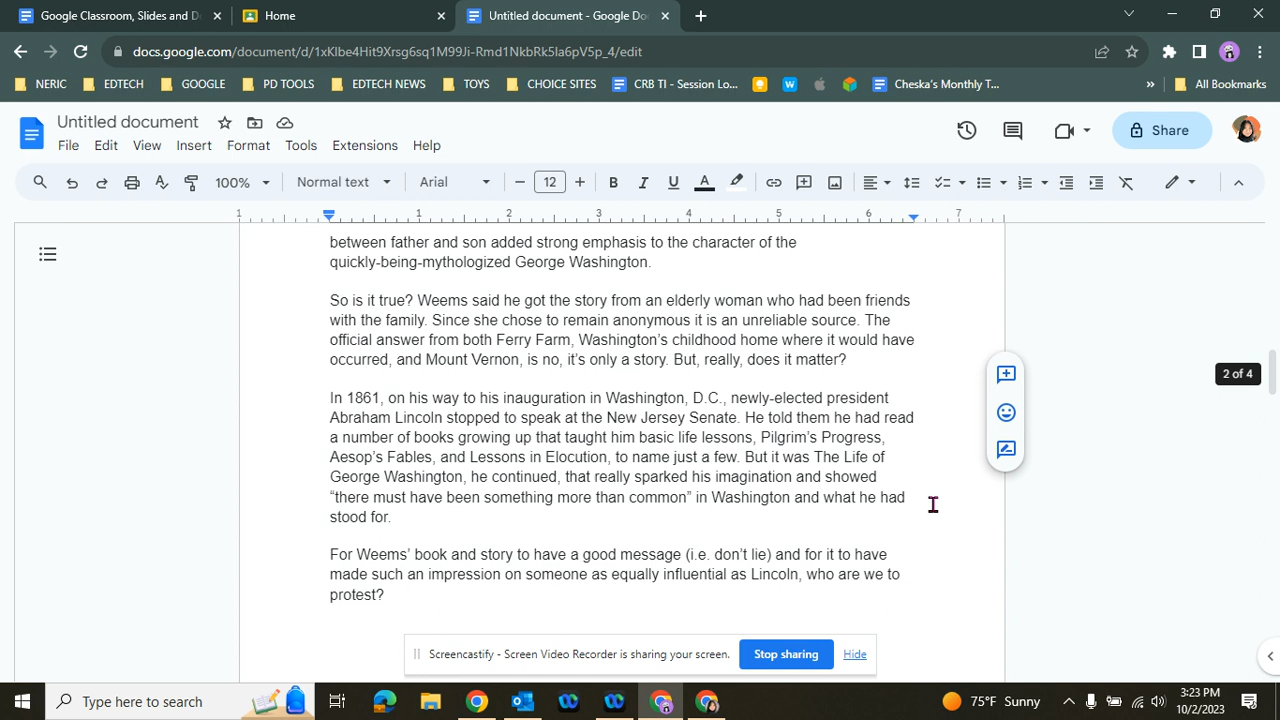 Google Classroom, Slides and D
Home
Untitled document - Google Do
docs.google.com/document/d/1xKlbe4Hit9Xrsg6sq1M99Ji-Rmd1NkbRk5la6pV5p_4/edit
NERIC
EDTECH
GOOGLE
PD TOOLS
EDTECH NEWS
TOYS
CHOICE SITES
CRB TI - Session Lo...
Cheska's Monthly T...
»
All Bookmarks
Untitled document
File Edit View Insert Format Tools Extensions Help
Share
100% Normal text Arial 12 B I U A
1 1 2 3 4 5 6 7
between father and son added strong emphasis to the character of the
quickly-being-mythologized George Washington.
So is it true? Weems said he got the story from an elderly woman who had been friends
with the family. Since she chose to remain anonymous it is an unreliable source. The
official answer from both Ferry Farm, Washington's childhood home where it would have
occurred, and Mount Vernon, is no, it's only a story. But, really, does it matter?
2 of 4
In 1861, on his way to his inauguration in Washington, D.C., newly-elected president
Abraham Lincoln stopped to speak at the New Jersey Senate. He told them he had read
a number of books growing up that taught him basic life lessons, Pilgrim's Progress,
Aesop's Fables, and Lessons in Elocution, to name just a few. But it was The Life of
George Washington, he continued, that really sparked his imagination and showed
“there must have been something more than common” in Washington and what he had
stood for.
For Weems' book and story to have a good message (i.e. don't lie) and for it to have
made such an impression on someone as equally influential as Lincoln, who are we to
protest?
Screencastify - Screen Video Recorder is sharing your screen.
Stop sharing
Hide
Type here to search
75°F Sunny
3:23 PM
10/2/2023